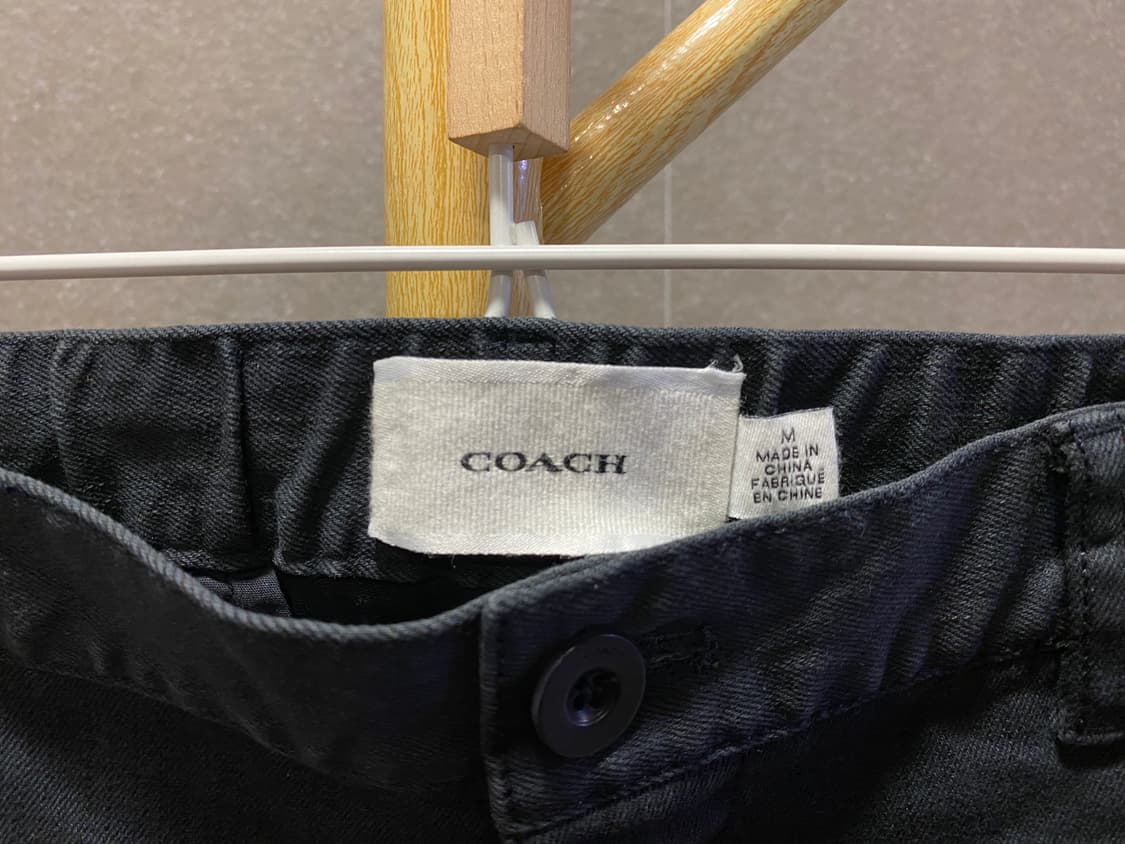 COACH
M
MADE IN
CHINA
FABRIQUÉ
EN CHINE